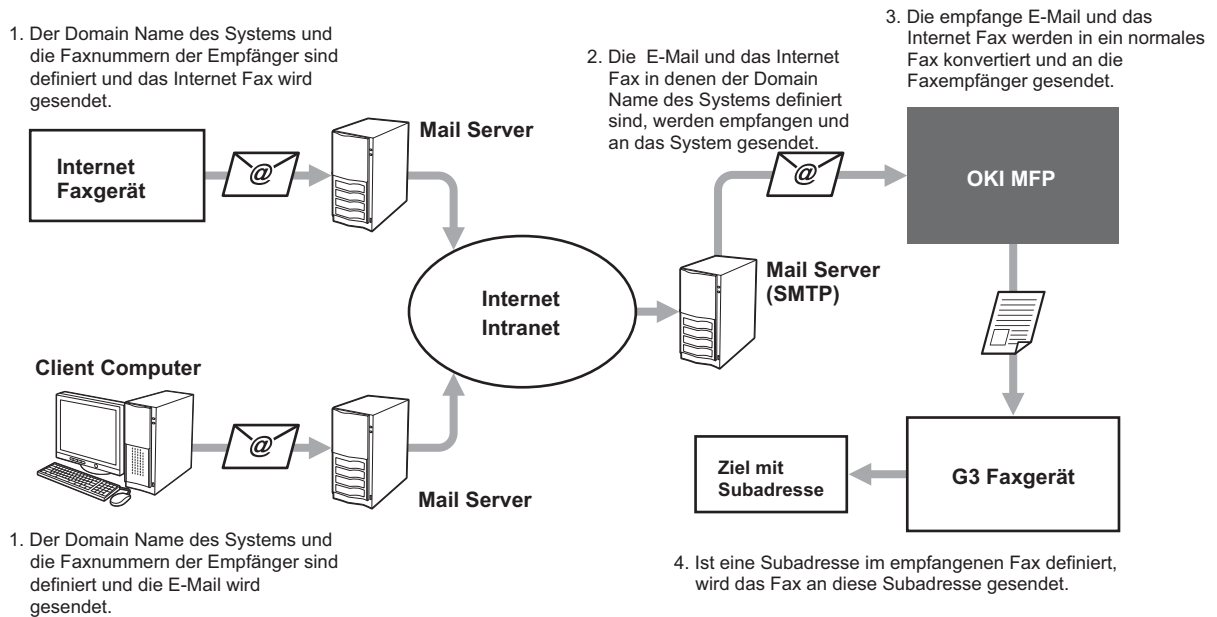 1. Der Domain Name des Systems und
die Faxnummern der Empfänger sind
definiert und das Internet Fax wird
gesendet.
Internet
Faxgerät
@
Mail Server
2. Die E-Mail und das Internet
Fax in denen der Domain
Name des Systems definiert
sind, werden empfangen und
an das System gesendet.
@
3. Die empfange E-Mail und das
Internet Fax werden in ein normales
Fax konvertiert und an die
Faxempfänger gesendet.
OKI MFP
Internet
Intranet
Mail Server
(SMTP)
Client Computer
@
Mail Server
Ziel mit
Subadresse
G3 Faxgerät
1. Der Domain Name des Systems und
die Faxnummern der Empfänger sind
definiert und die E-Mail wird
gesendet.
4. Ist eine Subadresse im empfangenen Fax definiert,
wird das Fax an diese Subadresse gesendet.